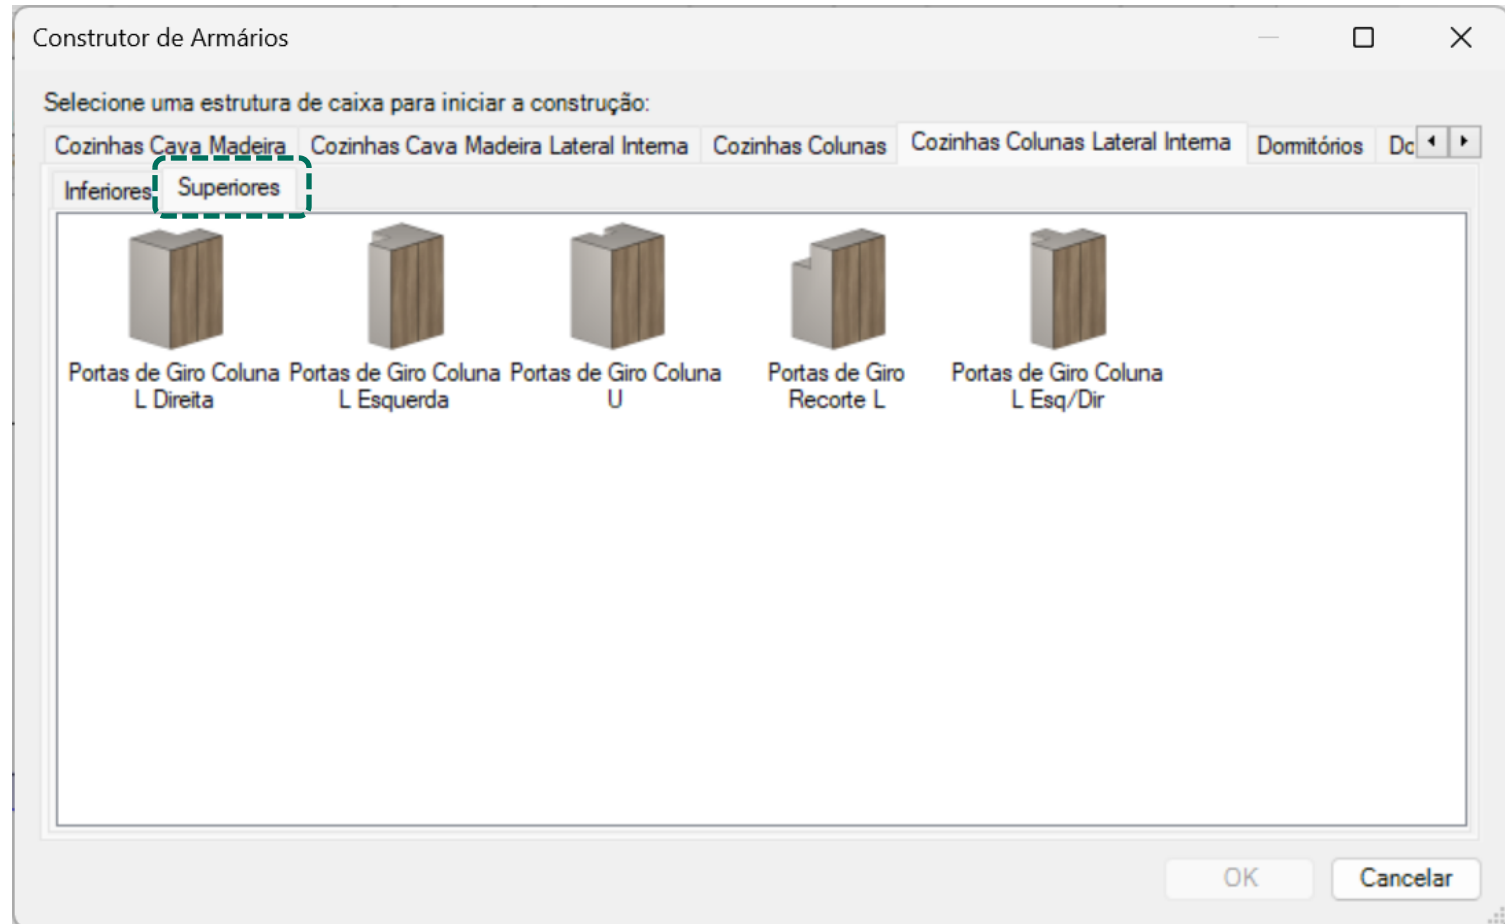 Construtor de Armários
Selecione uma estrutura de caixa para iniciar a construção:
Cozinhas Cava Madeira Cozinhas Cava Madeira Lateral Interna Cozinhas Colunas Cozinhas Colunas Lateral Interna Dormitórios
Inferiores Superiores
Portas de Giro Coluna Portas de Giro Coluna Portas de Giro Coluna Portas de Giro Portas de Giro Coluna
L Direita L Esquerda U Recorte L L Esq/Dir
OK Cancelar